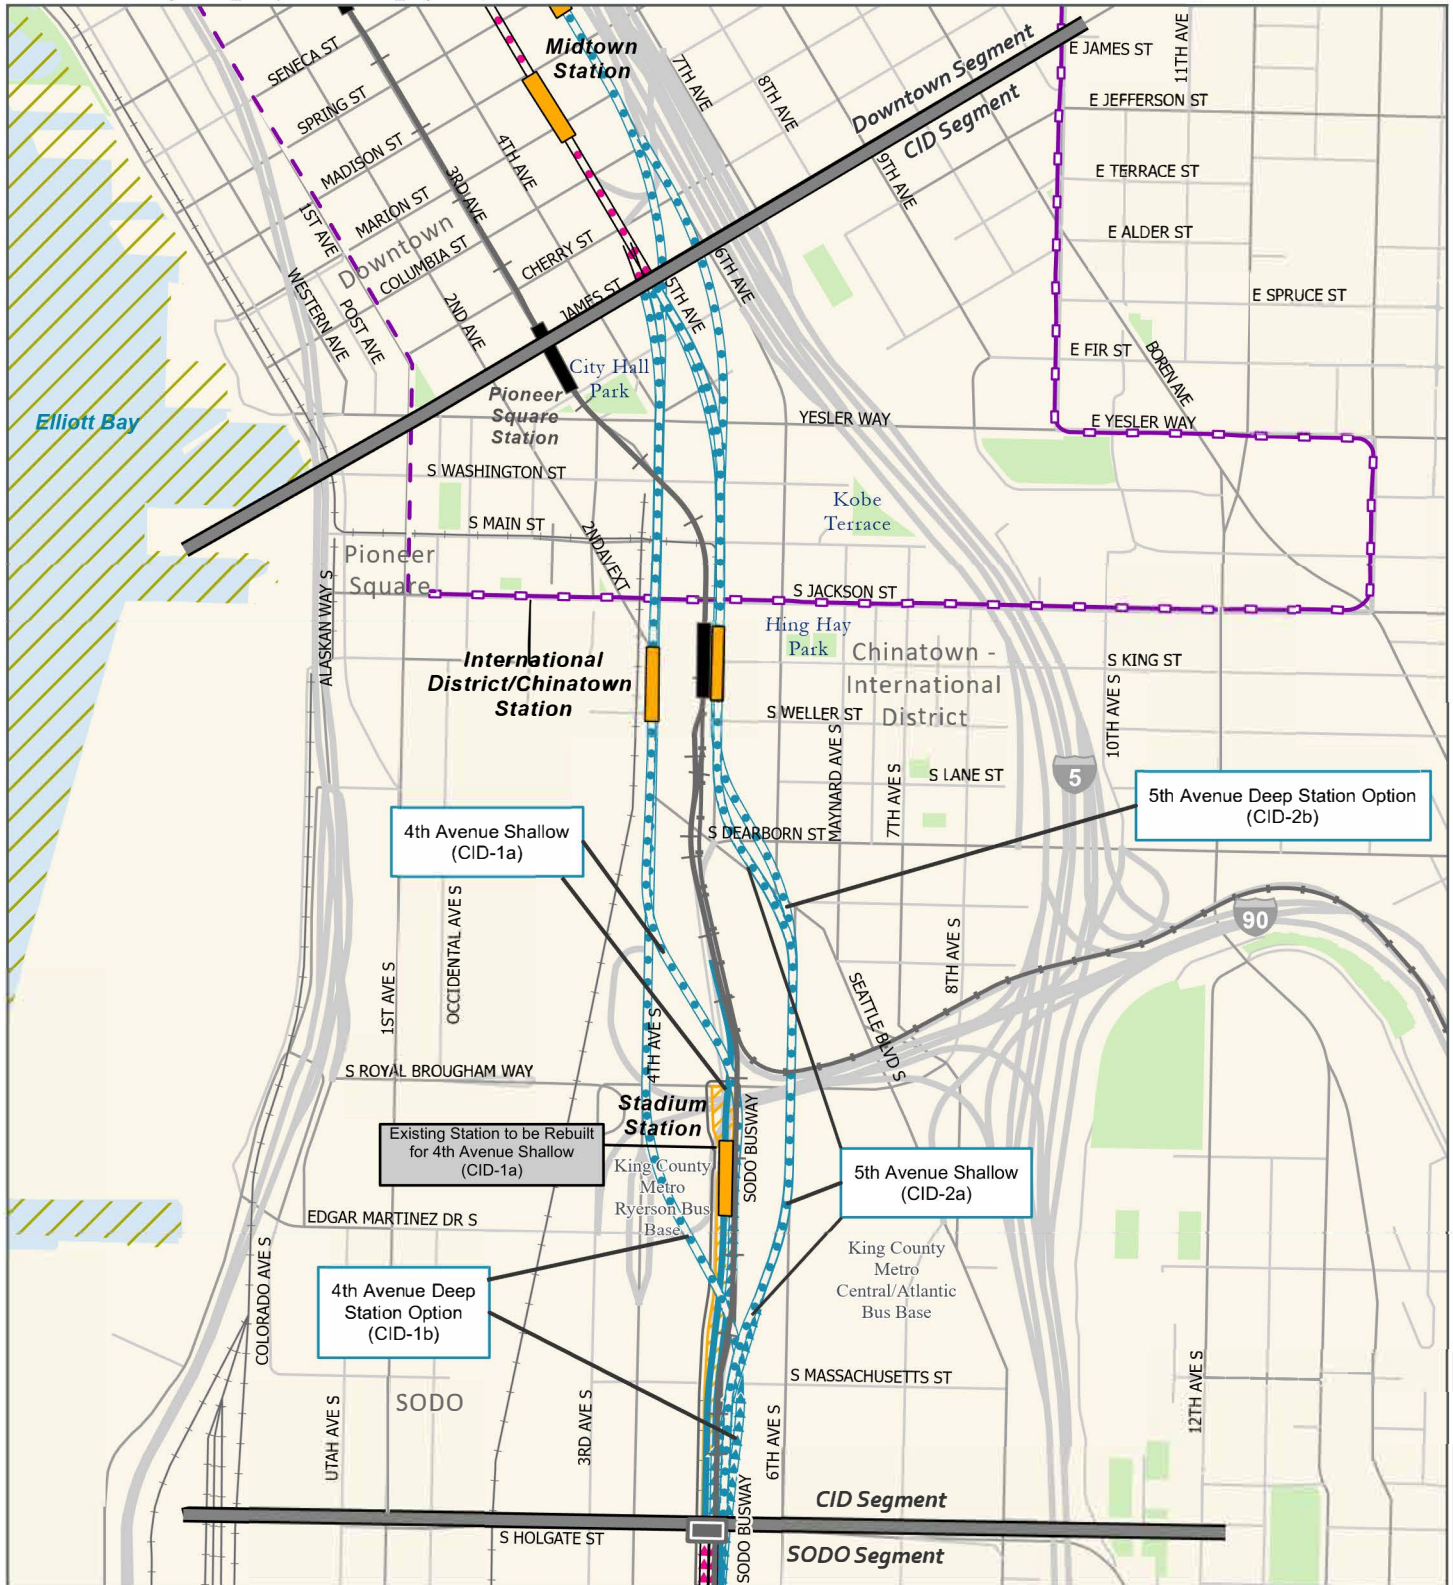 Midtown
Station
SENECA ST
SPRING ST
MADISON ST
MARION ST
COLUMBIA ST
CHERRY ST
JAMES ST
1ST AVE
3RD AVE
4TH AVE
7TH AVE
8TH AVE
9TH AVE
11TH AVE
E JAMES ST
E JEFFERSON ST
E TERRACE ST
E ALDER ST
E SPRUCE ST
E FIR ST
BOREN AVE
E YESLER WAY
Downtown Segment
CID Segment
Downtown
WESTERN AVE
POST AVE
2ND AVE
5TH AVE
6TH AVE
City Hall
Park
Pioneer
Square
Station
Elliott Bay
YESLER WAY
S WASHINGTON ST
S MAIN ST
2ND AV EXT
Kobe
Terrace
Pioneer
Square
S JACKSON ST
ALASKAN WAY S
Hing Hay
Park
International
District/Chinatown
Station
Chinatown -
International
District
S KING ST
S WELLER ST
10TH AVE S
MAYNARD AVE S
7TH AVE S
S LANE ST
5
5th Avenue Deep Station Option
(CID-2b)
4th Avenue Shallow
(CID-1a)
S DEARBORN ST
OCCIDENTAL AVE S
1ST AVE S
90
8TH AVE S
SEATTLE BLVD S
4TH AVE S
S ROYAL BROUGHAM WAY
Stadium
Station
SODO BUSWAY
Existing Station to be Rebuilt
for 4th Avenue Shallow
(CID-1a)
King County
Metro
Ryerson Bus
Base
5th Avenue Shallow
(CID-2a)
EDGAR MARTINEZ DR S
King County
Metro
Central/Atlantic
Bus Base
COLORADO AVE S
4th Avenue Deep
Station Option
(CID-1b)
S MASSACHUSETTS ST
SODO
UTAH AVE S
3RD AVE S
6TH AVE S
12TH AVE S
SODO BUSWAY
CID Segment
S HOLGATE ST
SODO Segment